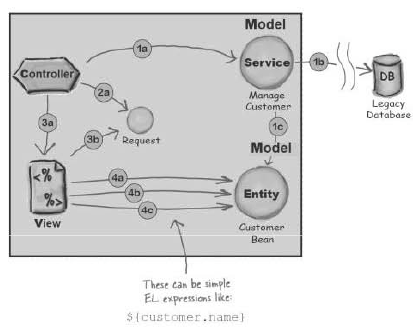 Model
Controller
1a
Service
1b
DB
Manage
Customer
Legacy
Database
2a
3a
Request
3b
1c
Model
<%
%>
View
4a
4b
4c
Entity
Customer
Bean
These can be simple
EL expressions like:
${customer.name}